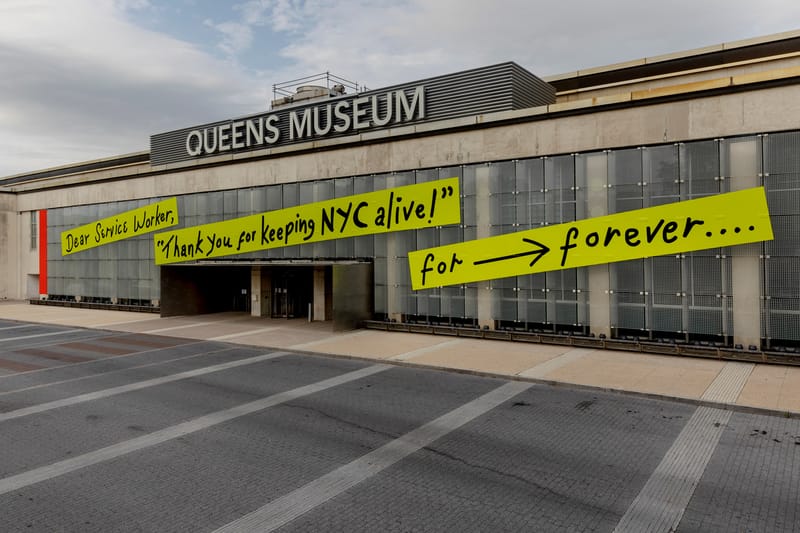 QUEENS MUSEUM
Dear Service Worker,
"Thank you for keeping NYC alive!"
for → forever....